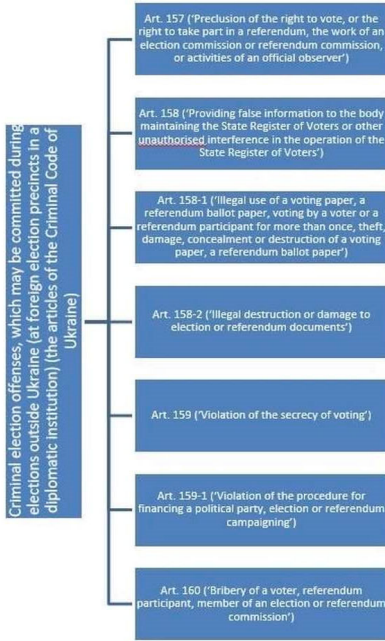 Criminal election offenses, which may be committed during
elections outside Ukraine (at foreign election precincts in a
diplomatic institution) (the articles of the Criminal Code of
Ukraine)
Art. 157 ('Preclusion of the right to vote, or the
right to take part in a referendum, the work of an
election commission or referendum commission,
or activities of an official observer')
Art. 158 ('Providing false information to the body
maintaining the State Register of Voters or other
unauthorised interference in the operation of the
State Register of Voters')
Art. 158-1 ('Illegal use of a voting paper, a
referendum ballot paper, voting by a voter or a
referendum participant for more than once, theft,
damage, concealment or destruction of a voting
paper, a referendum ballot paper')
Art. 158-2 ('Illegal destruction or damage to
election or referendum documents')
Art. 159 ('Violation of the secrecy of voting')
Art. 159-1 ('Violation of the procedure for
financing a political party, election or referendum
campaigning')
Art. 160 ('Bribery of a voter, referendum
participant, member of an election or referendum
commission')